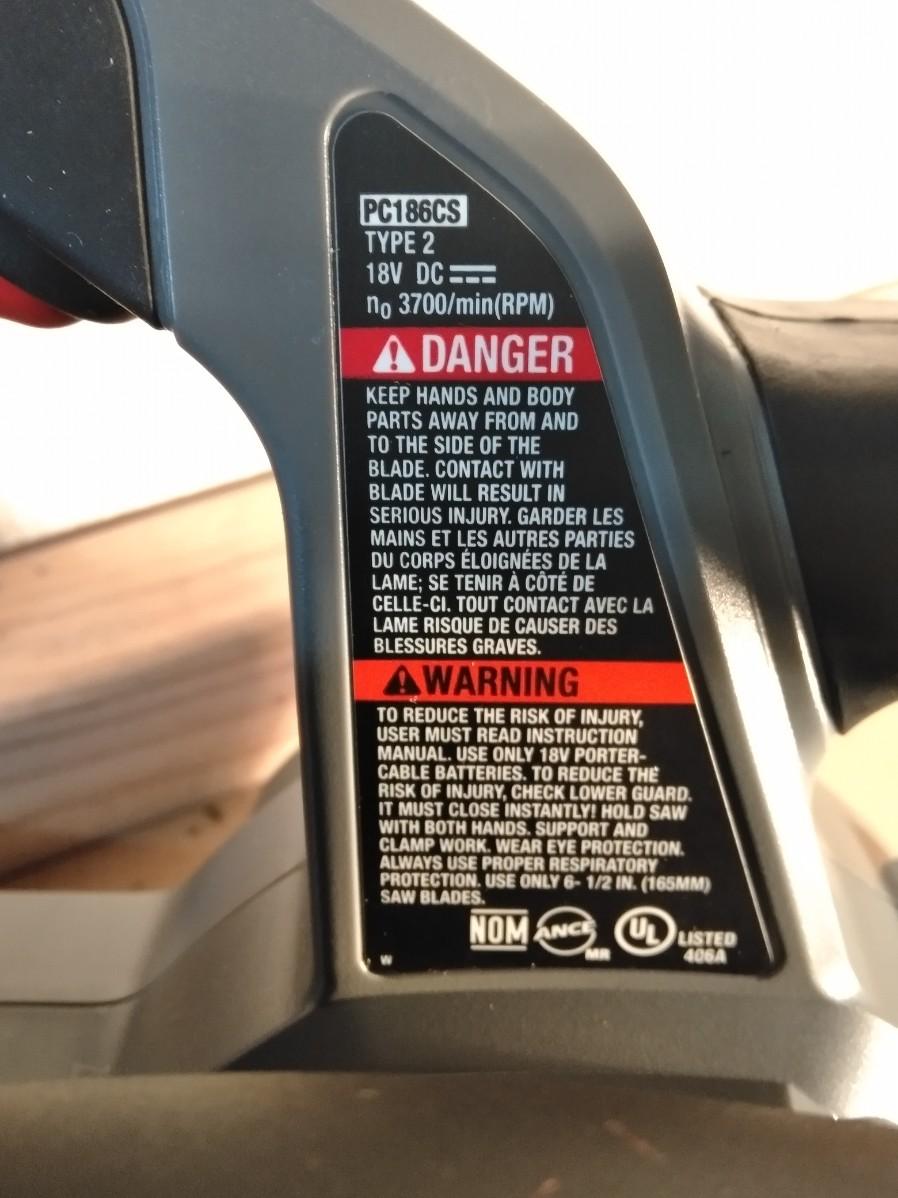 PC186CS
TYPE 2
18V DC
n0 3700/min(RPM)
DANGER
KEEP HANDS AND BODY
PARTS AWAY FROM AND
TO THE SIDE OF THE
BLADE. CONTACT WITH
BLADE WILL RESULT IN
SERIOUS INJURY. GARDER LES
MAINS ET LES AUTRES PARTIES
DU CORPS ÉLOIGNÉES DE LA
LAME; SE TENIR À CÔTÉ DE
CELLE-CI. TOUT CONTACT AVEC LA
LAME RISQUE DE CAUSER DES
BLESSURES GRAVES.
WARNING
TO REDUCE THE RISK OF INJURY,
USER MUST READ INSTRUCTION
MANUAL. USE ONLY 18V PORTER-
CABLE BATTERIES. TO REDUCE THE
RISK OF INJURY, CHECK LOWER GUARD.
IT MUST CLOSE INSTANTLY! HOLD SAW
WITH BOTH HANDS. SUPPORT AND
CLAMP WORK. WEAR EYE PROTECTION.
ALWAYS USE PROPER RESPIRATORY
PROTECTION. USE ONLY 6- 1/2 IN. (165MM)
SAW BLADES.
NOM ANCE MR UL LISTED
W 406A